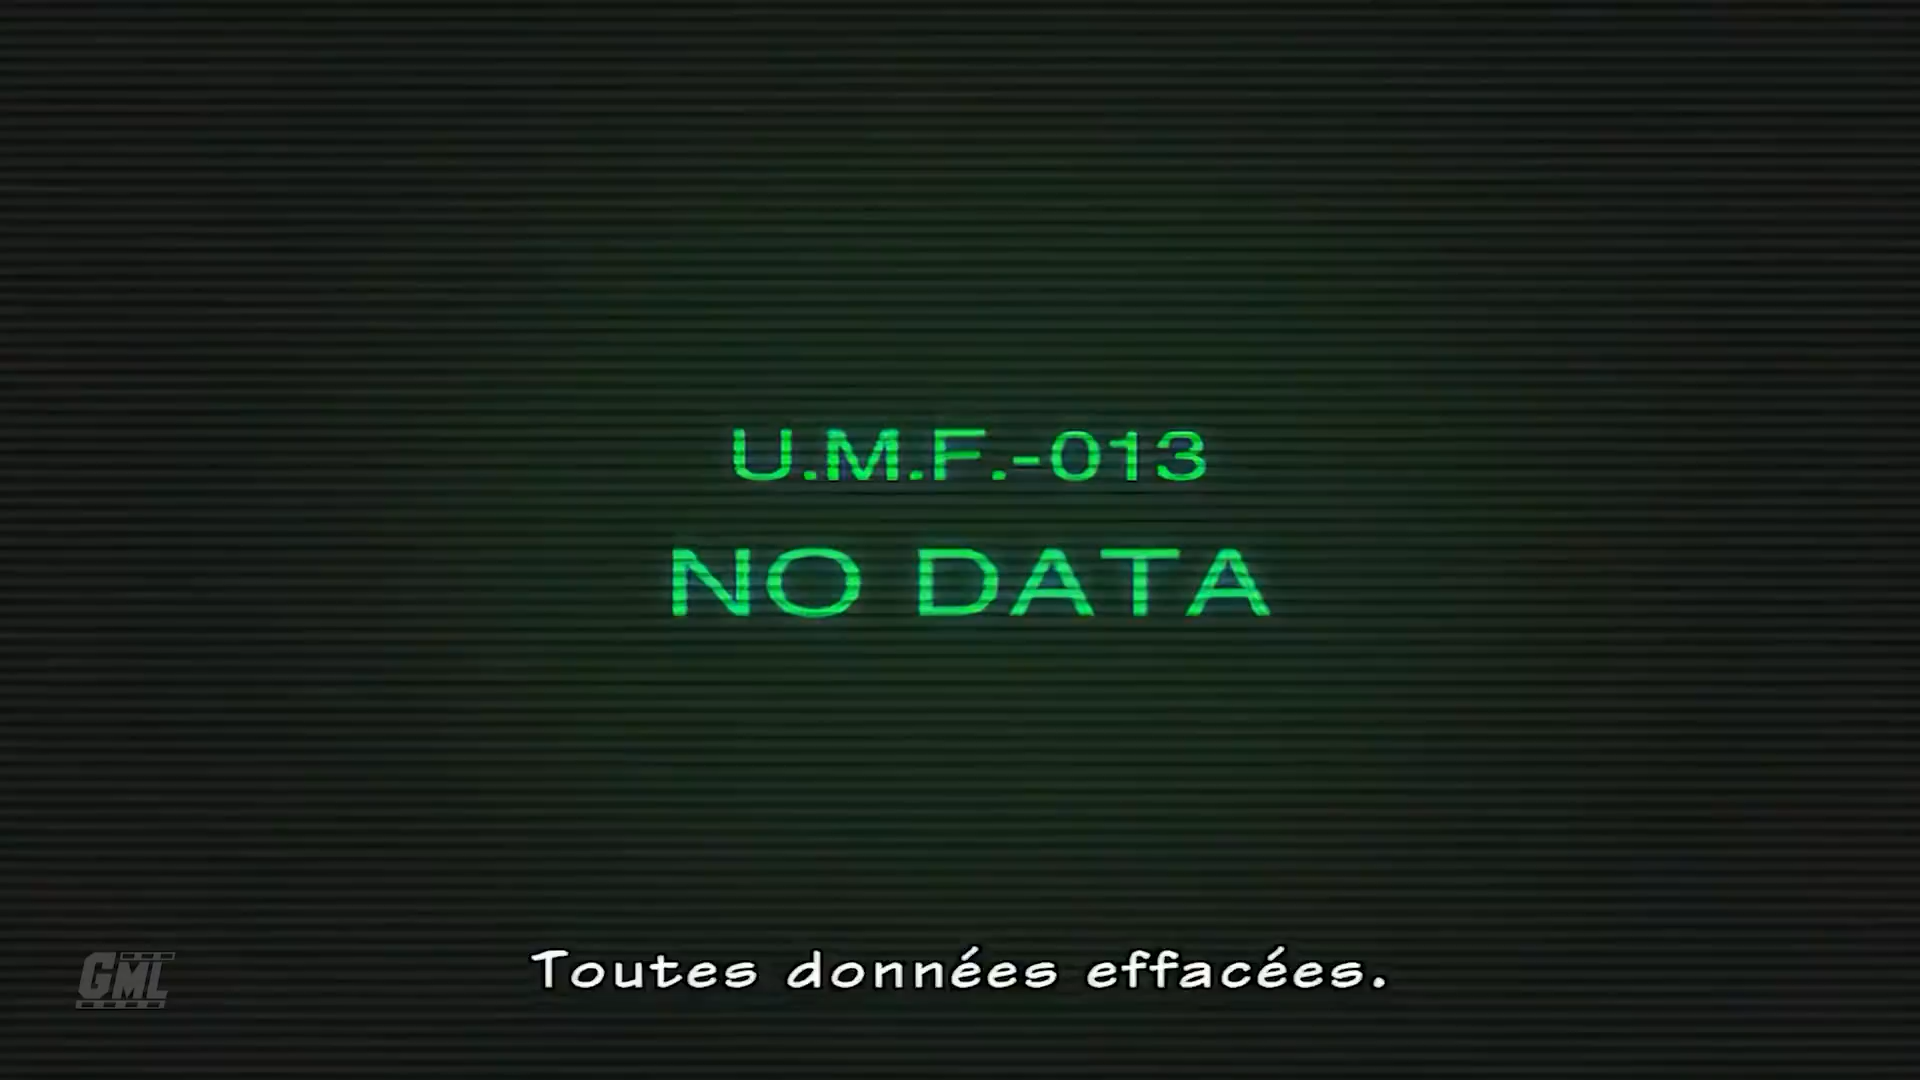 U.M.F.-013
NO DATA
Toutes données effacées.
GML